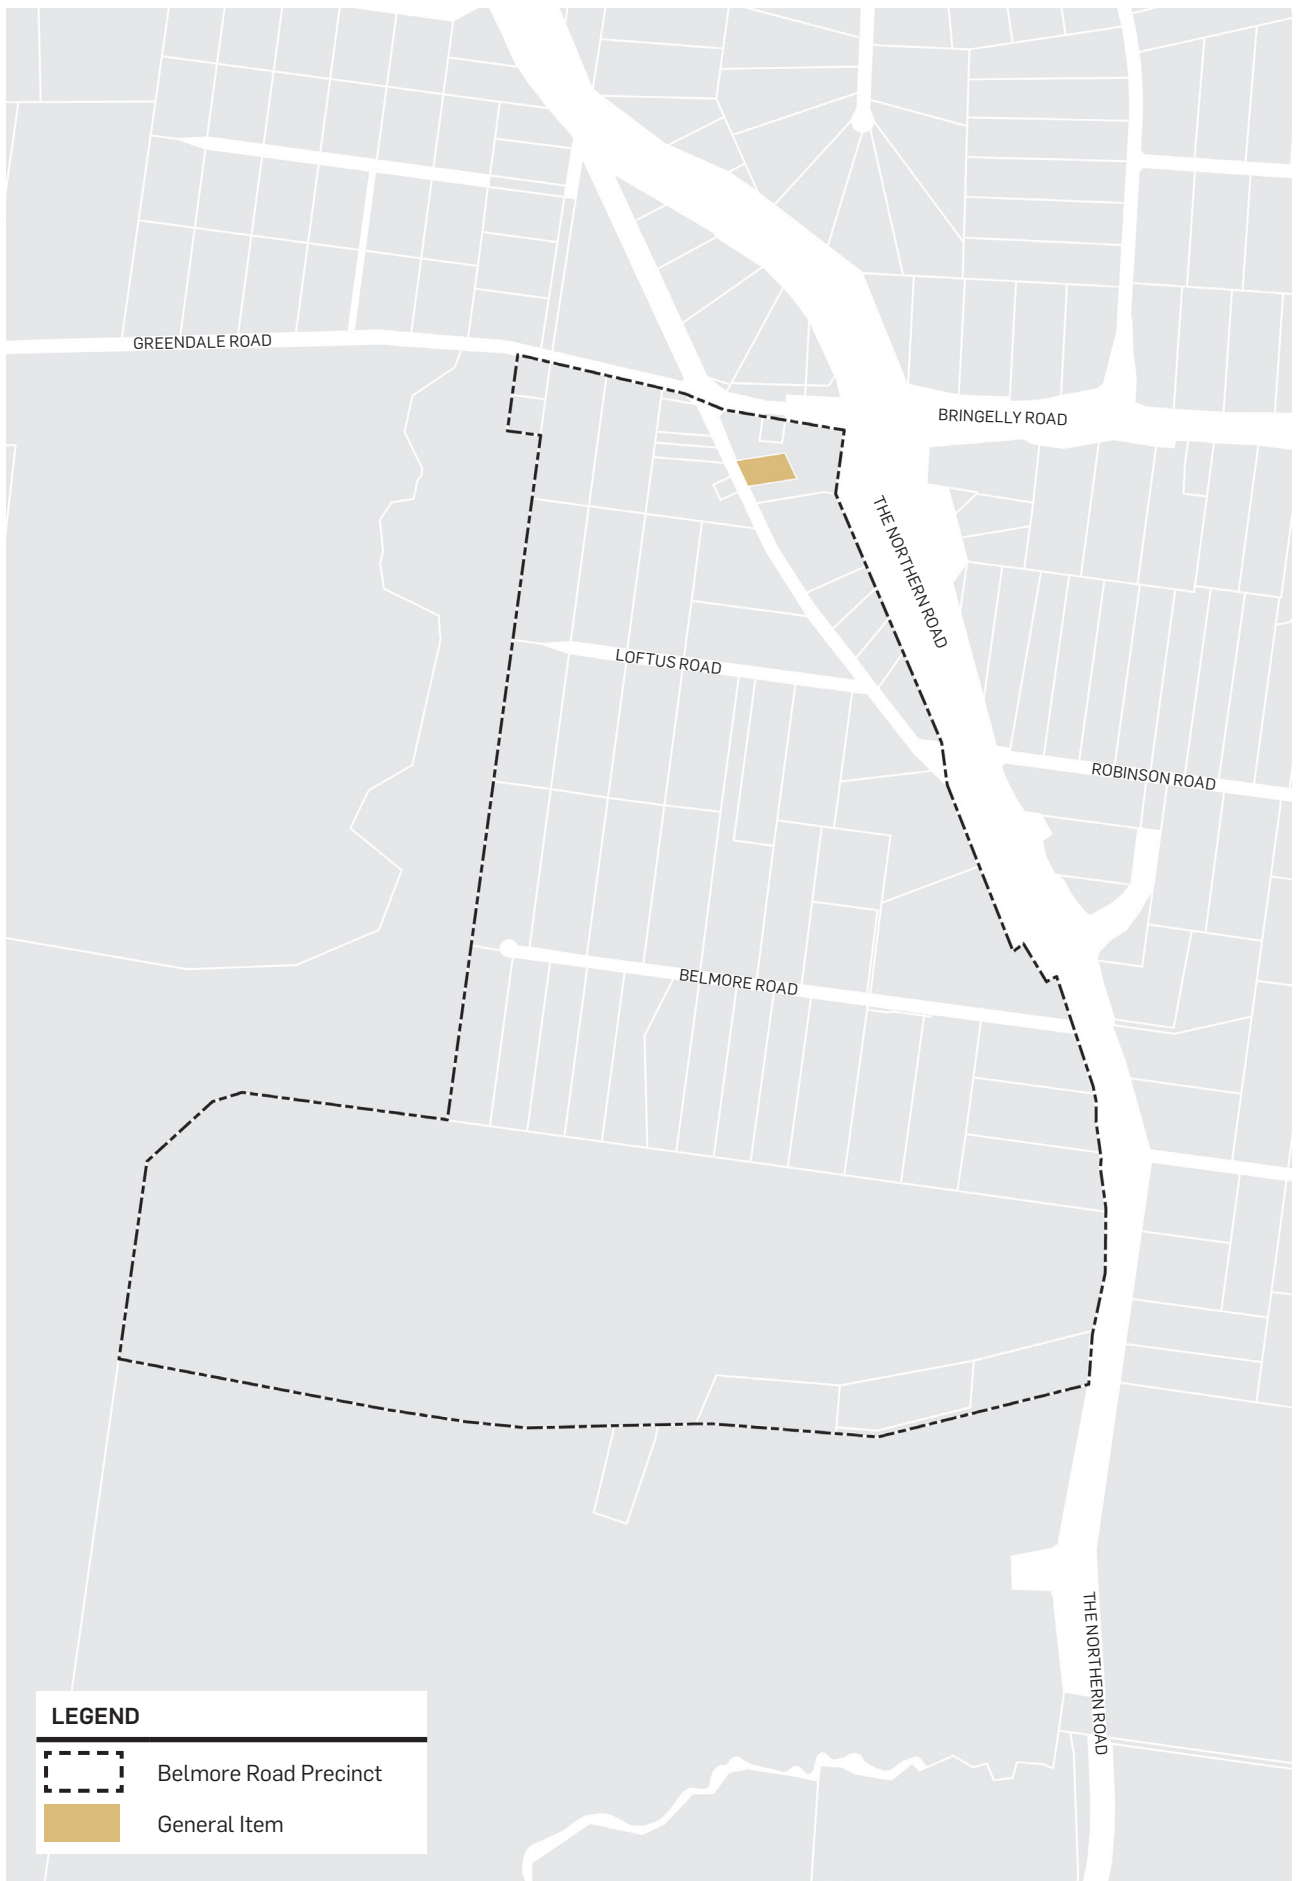 GREENDALE ROAD
BRINGELLY ROAD
THE NORTHERN ROAD
LOFTUS ROAD
ROBINSON ROAD
BELMORE ROAD
THE NORTHERN ROAD
LEGEND
Belmore Road Precinct
General Item